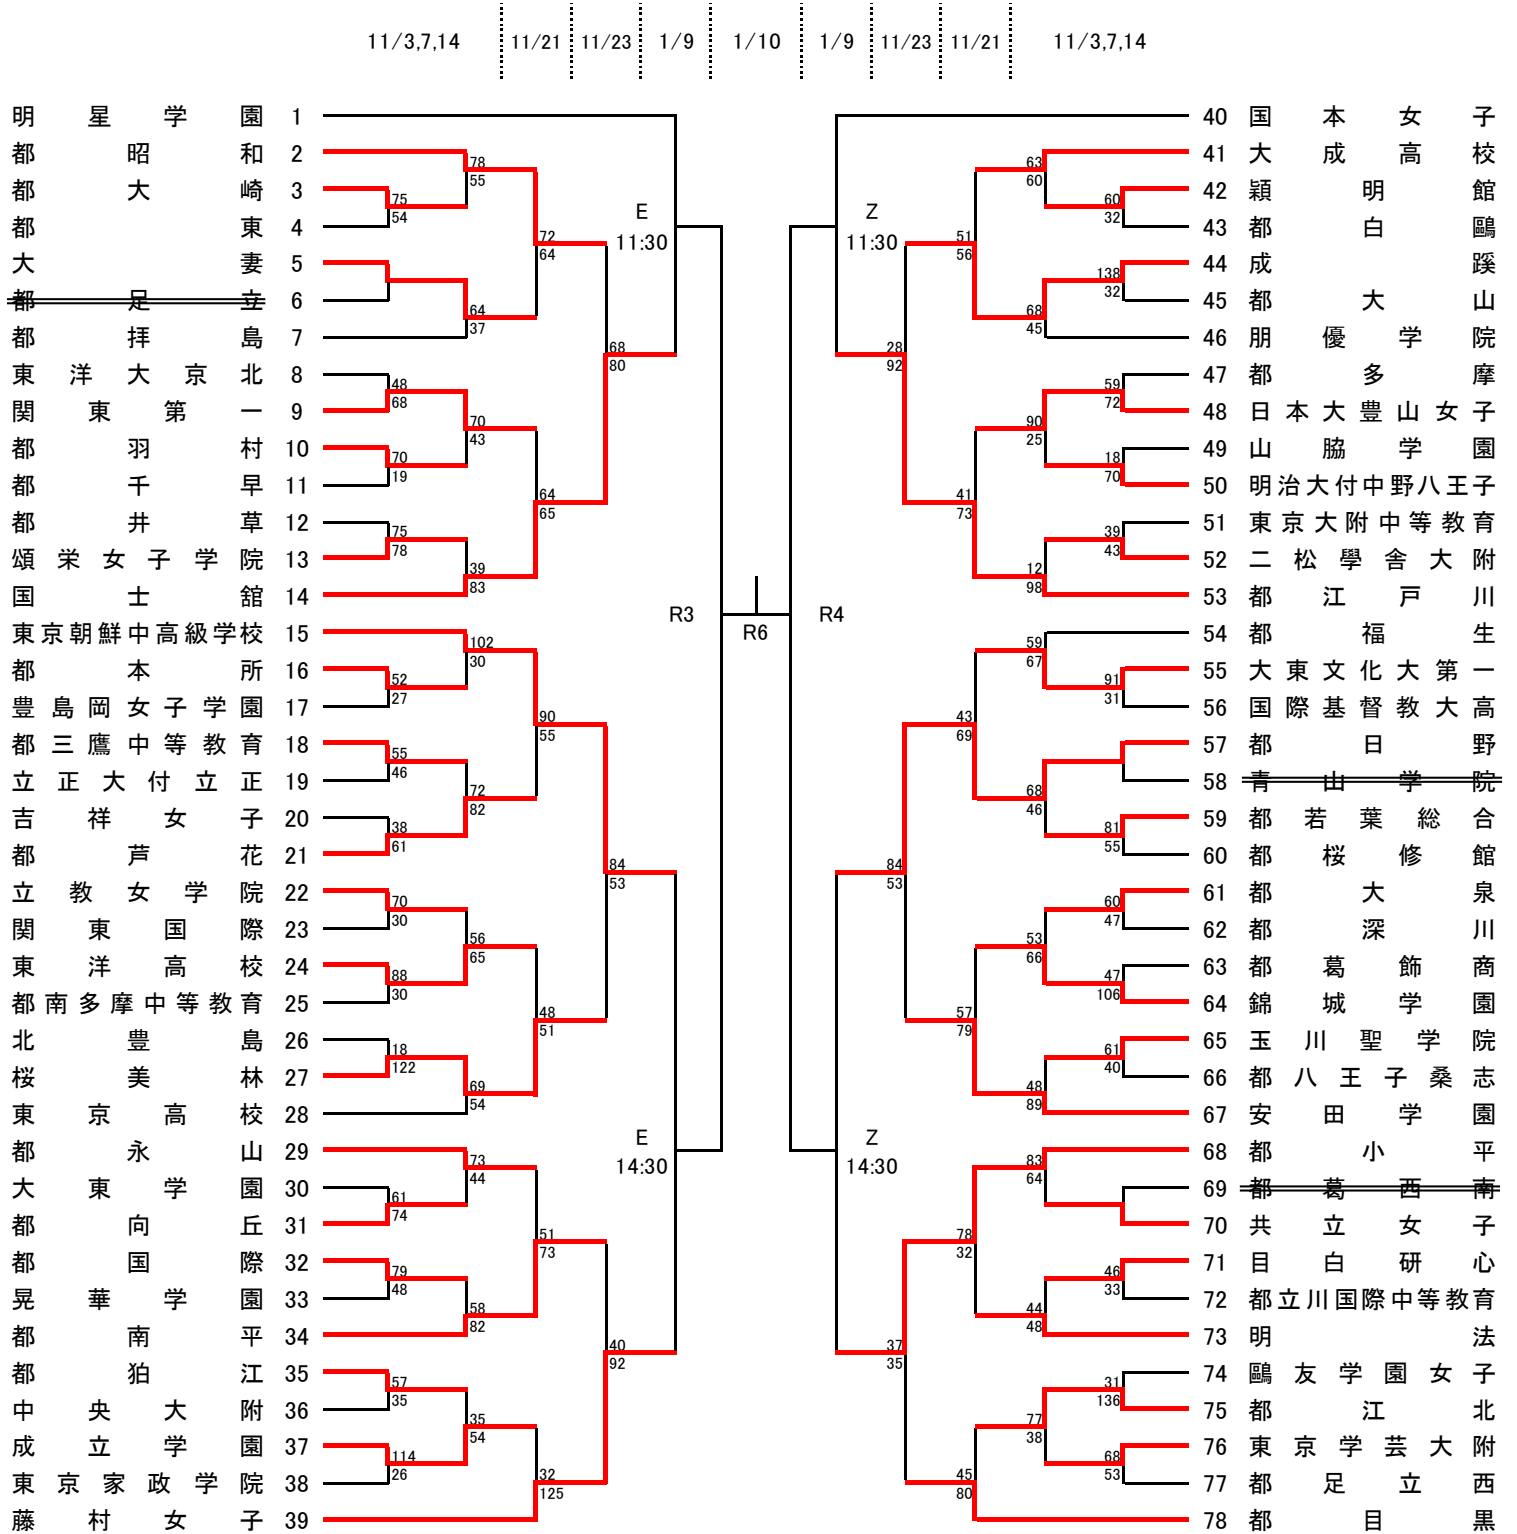 11/3,7,14 11/21 11/23 1/9 1/10 1/9 11/23 11/21 11/3,7,14
明星学園 1
都昭和 2
都大崎 3
都東 4
大妻 5
都足立 6
都拝島 7
東洋大京北 8
関東第一 9
都羽村 10
都千早 11
都井草 12
頌栄女子学院 13
国士舘 14
東京朝鮮中高級学校 15
都本所 16
豊島岡女子学園 17
都三鷹中等教育 18
立正大付立正 19
吉祥女子 20
都芦花 21
立教女学院 22
関東国際 23
東洋高校 24
都南多摩中等教育 25
北豊島 26
桜美林 27
東京高校 28
都永山 29
大東学園 30
都向丘 31
都国際 32
晃華学園 33
都南平 34
都狛江 35
中央大附 36
成立学園 37
東京家政学院 38
藤村女子 39
75
54
48
68
70
19
75
78
52
27
55
46
38
61
70
30
88
30
18
122
61
74
79
48
57
35
114
26
78
55
64
37
70
43
39
83
102
30
72
82
56
65
69
54
73
44
58
82
35
54
72
64
64
65
90
55
48
51
51
73
32
125
68
80
84
53
40
92
E
11:30
E
14:30
R3
R6
R4
Z
11:30
Z
14:30
28
92
84
53
37
35
51
56
41
73
43
69
57
79
78
32
45
80
63
60
68
45
90
25
12
98
59
67
68
46
53
66
48
89
83
64
44
48
77
38
60
32
138
32
59
72
18
70
39
43
91
31
81
55
60
47
47
106
61
40
46
33
31
136
68
53
40 国本女子
41 大成高校
42 穎明館
43 都白鷗
44 成蹊
45 都大山
46 朋優学院
47 都多摩
48 日本大豊山女子
49 山脇学園
50 明治大付中野八王子
51 東京大附中等教育
52 二松學舎大附
53 都江戸川
54 都福生
55 大東文化大第一
56 国際基督教大高
57 都日野
58 青山学院
59 都若葉総合
60 都桜修館
61 都大泉
62 都深川
63 都葛飾商
64 錦城学園
65 玉川聖学院
66 都八王子桑志
67 安田学園
68 都小平
69 都葛西南
70 共立女子
71 目白研心
72 都立川国際中等教育
73 明法
74 鷗友学園女子
75 都江北
76 東京学芸大附
77 都足立西
78 都目黒